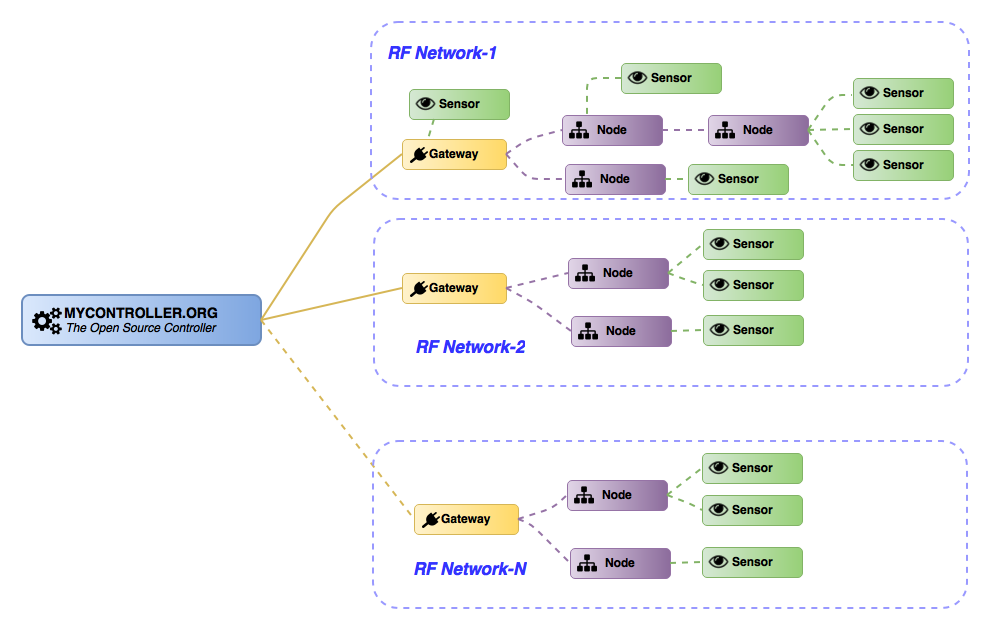 RF Network-1
Sensor
Sensor
Sensor
Gateway
Node
Node
Sensor
Sensor
Node
Sensor
Sensor
Gateway
Node
Sensor
MYCONTROLLER.ORG
The Open Source Controller
Node
Sensor
RF Network-2
Sensor
Node
Sensor
Gateway
Node
Sensor
RF Network-N